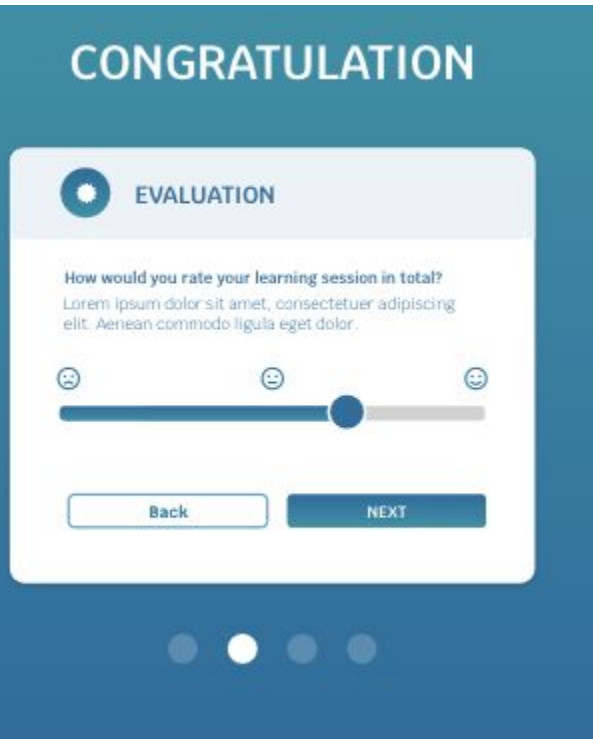 CONGRATULATION
EVALUATION
How would you rate your learning session in total?
Lorem ipsum dolor sit amet, consectetuer adipiscing
elit. Aenean commodo ligula eget dolor.
Back
NEXT